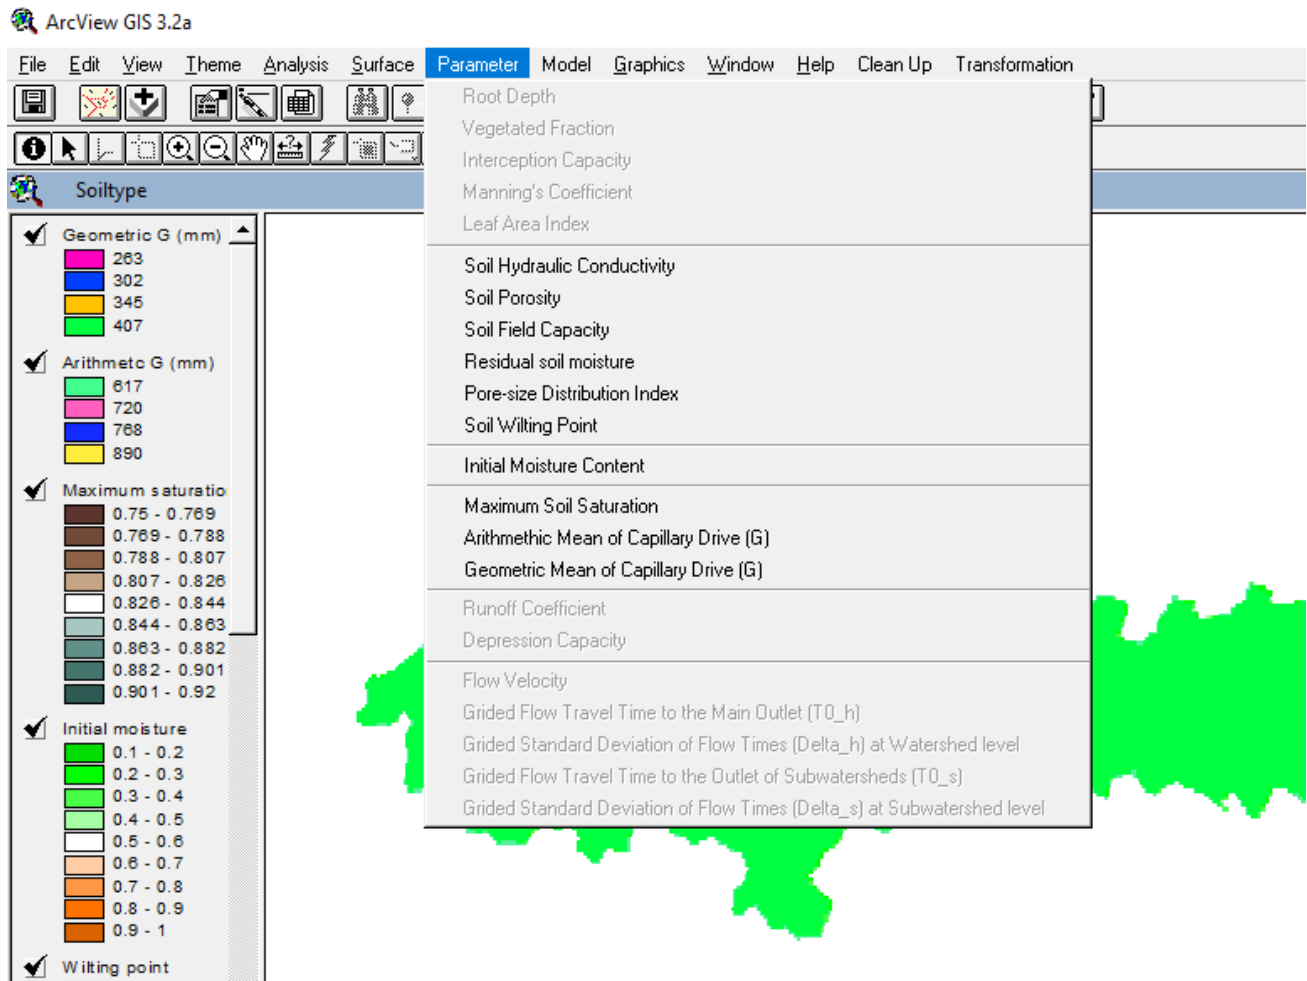 ArcView GIS 3.2a
File Edit View Theme Analysis Surface Parameter Model Graphics Window Help Clean Up Transformation
Soiltype
Root Depth
Vegetated Fraction
Interception Capacity
Manning's Coefficient
Leaf Area Index
Soil Hydraulic Conductivity
Soil Porosity
Soil Field Capacity
Residual soil moisture
Pore-size Distribution Index
Soil Wilting Point
Initial Moisture Content
Maximum Soil Saturation
Arithmethic Mean of Capillary Drive (G)
Geometric Mean of Capillary Drive (G)
Runoff Coefficient
Depression Capacity
Flow Velocity
Grided Flow Travel Time to the Main Outlet (T0_h)
Grided Standard Deviation of Flow Times (Delta_h) at Watershed level
Grided Flow Travel Time to the Outlet of Subwatersheds (T0_s)
Grided Standard Deviation of Flow Times (Delta_s) at Subwatershed level
Geometric G (mm)
263
302
345
407
Arithmetc G (mm)
617
720
768
890
Maximum saturatio
0.75 - 0.769
0.769 - 0.788
0.788 - 0.807
0.807 - 0.826
0.826 - 0.844
0.844 - 0.863
0.863 - 0.882
0.882 - 0.901
0.901 - 0.92
Initial moisture
0.1 - 0.2
0.2 - 0.3
0.3 - 0.4
0.4 - 0.5
0.5 - 0.6
0.6 - 0.7
0.7 - 0.8
0.8 - 0.9
0.9 - 1
Wilting point